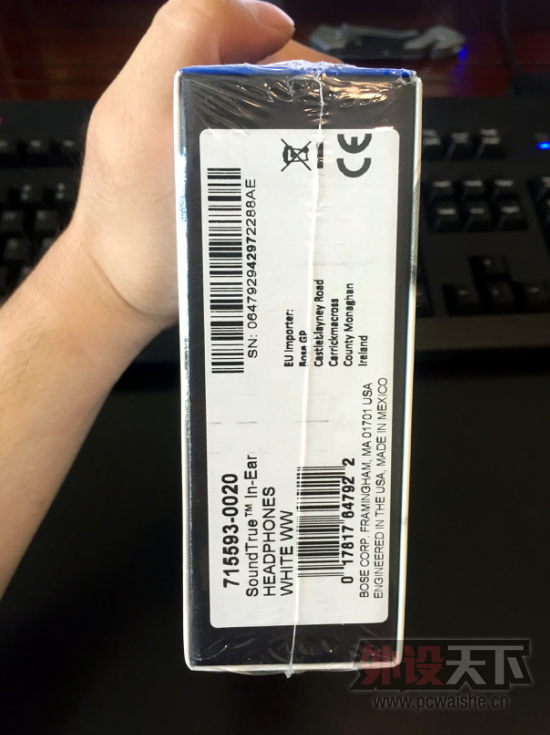 SN: 064792942972288AE
CE
EU Importer:
Bose GP
Castleblayney Road
Carrickmacross
County Monaghan
Ireland
715593-0020
SoundTrue™ In-Ear
HEADPHONES
WHITE WW
0 17817 64792 2
BOSE CORP. FRAMINGHAM, MA 01701 USA
ENGINEERED IN THE USA, MADE IN MEXICO
外设天下
www.pcwaishe.cn